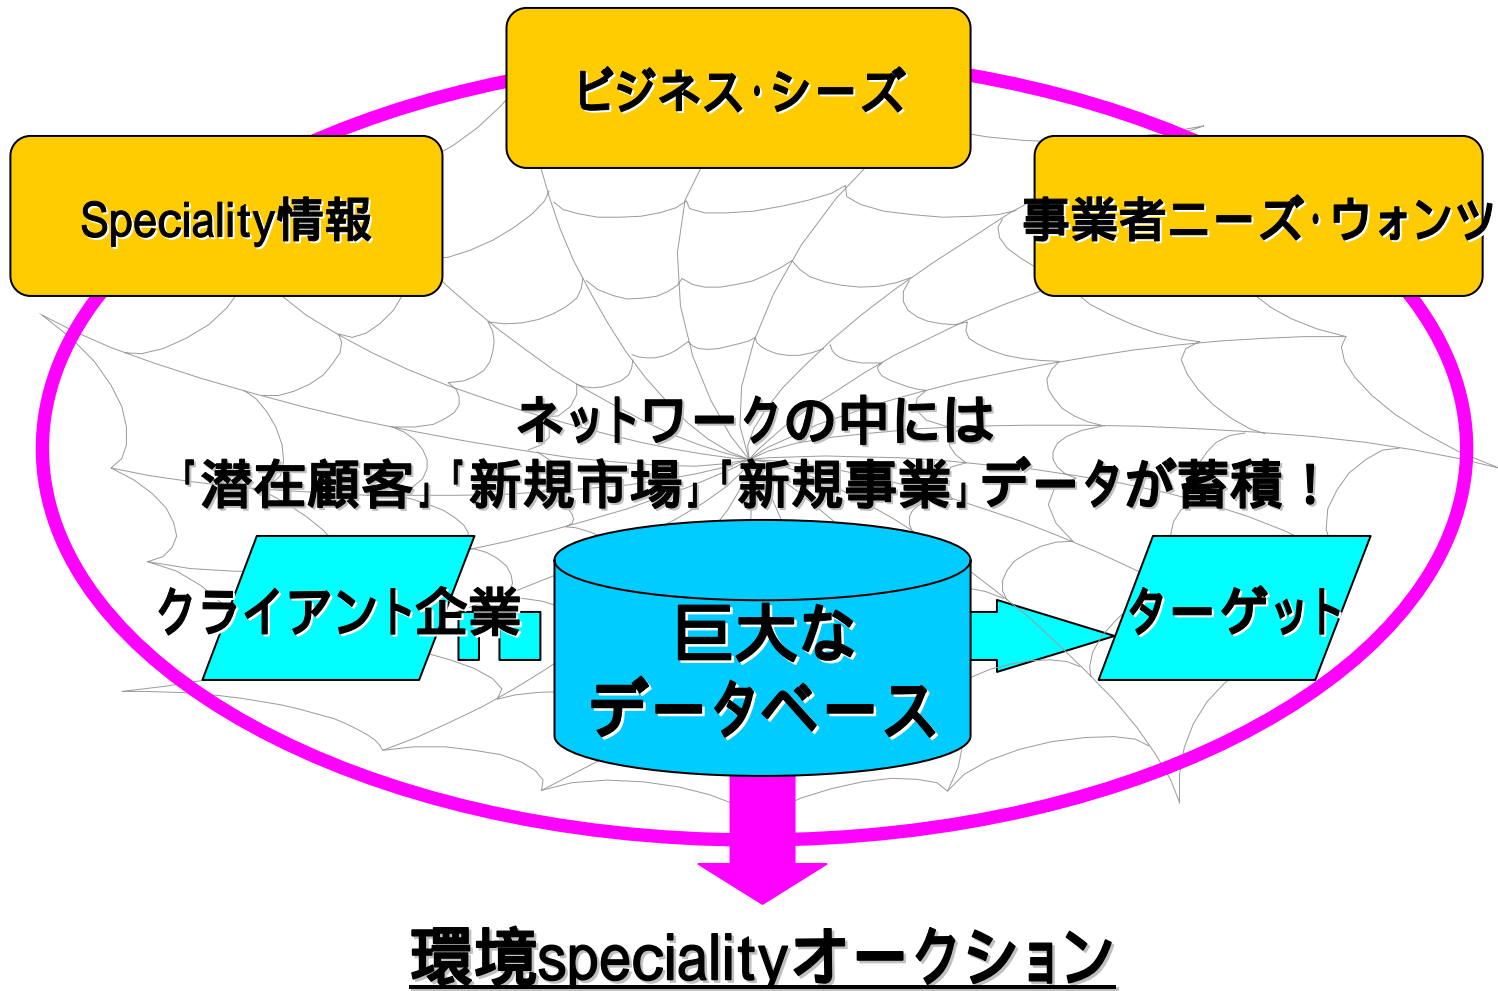 ビジネス・シーズ
Speciality情報
事業者ニーズ・ウォンツ
ネットワークの中には
「潜在顧客」「新規市場」「新規事業」データが蓄積！
クライアント企業
巨大な
データベース
ターゲット
環境specialityオークション